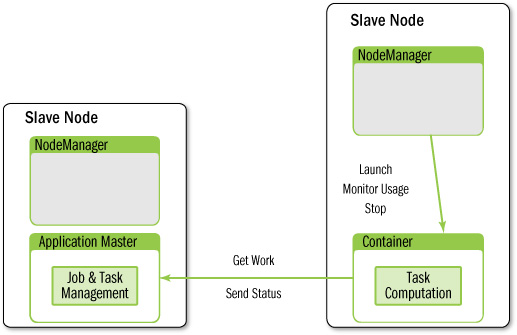 Slave Node
NodeManager
Application Master
Job & Task
Management
Get Work
Send Status
Slave Node
NodeManager
Launch
Monitor Usage
Stop
Container
Task
Computation